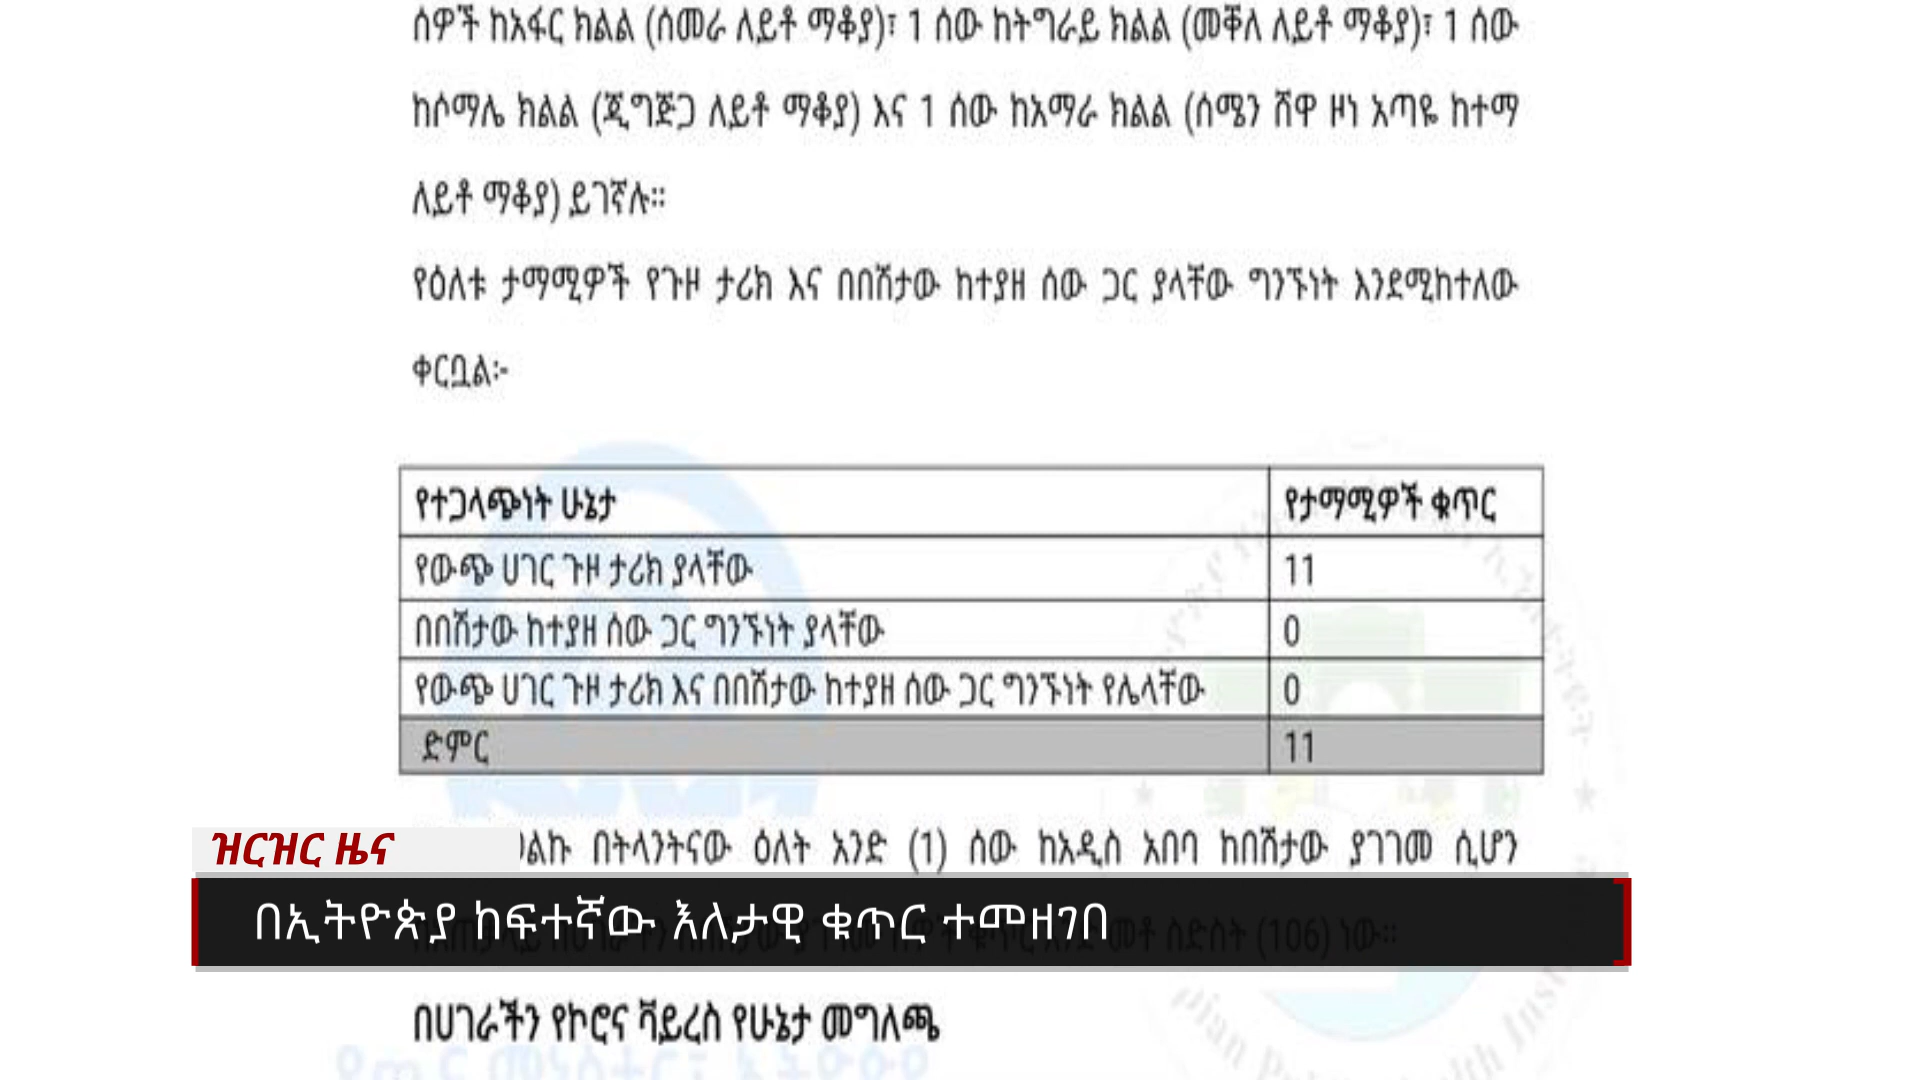 ሰዎች ከአፋር ክልል (ሰመራ ለይቶ ማቆያ)፣ 1 ሰው ከትግራይ ክልል (መቐለ ለይቶ ማቆያ)፣ 1 ሰው
ከሶማሌ ክልል (ጂግጅጋ ለይቶ ማቆያ) እና 1 ሰው ከአማራ ክልል (ሰሜን ሸዋ ዞነ አጣዬ ከተማ
ለይቶ ማቆያ) ይገኛሉ።
የዕለቱ ታማሚዎች የጉዞ ታሪክ እና በበሽታው ከተያዘ ሰው ጋር ያላቸው ግንኙነት እንደሚከተለው
ቀርቧል፦
የተጋላጭነት ሁኔታ የታማሚዎች ቁጥር
የውጭ ሀገር ጉዞ ታሪክ ያላቸው 11
በበሽታው ከተያዘ ሰው ጋር ግንኙነት ያላቸው 0
የውጭ ሀገር ጉዞ ታሪክ እና በበሽታው ከተያዘ ሰው ጋር ግንኙነት የሌላቸው 0
ድምር 11
በትላንትናው ዕለት አንድ (1) ሰው ከአዲስ አበባ ከበሽታው ያገገመ ሲሆን
ዝርዝር ዜና
በኢትዮጵያ ከፍተኛው እለታዊ ቁጥር ተመዘገበ
መቶ ስድስት (106) ነው።
በሀገራችን የኮሮና ቫይረስ የሁኔታ መግለጫ